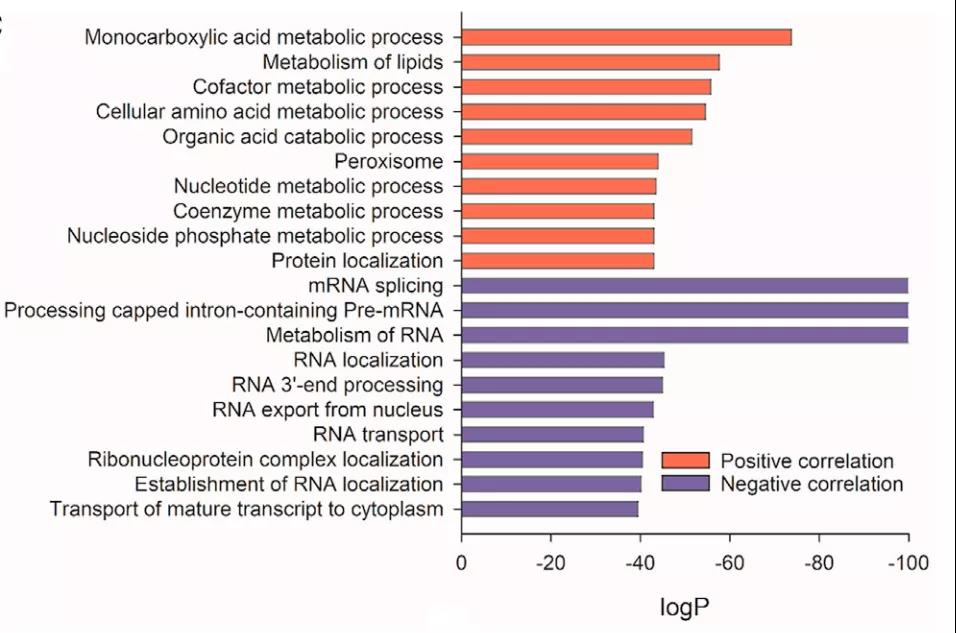 Monocarboxylic acid metabolic process
Metabolism of lipids
Cofactor metabolic process
Cellular amino acid metabolic process
Organic acid catabolic process
Peroxisome
Nucleotide metabolic process
Coenzyme metabolic process
Nucleoside phosphate metabolic process
Protein localization
mRNA splicing
Processing capped intron-containing Pre-mRNA
Metabolism of RNA
RNA localization
RNA 3'-end processing
RNA export from nucleus
RNA transport
Ribonucleoprotein complex localization
Establishment of RNA localization
Transport of mature transcript to cytoplasm
Positive correlation
Negative correlation
0 -20 -40 -60 -80 -100
logP